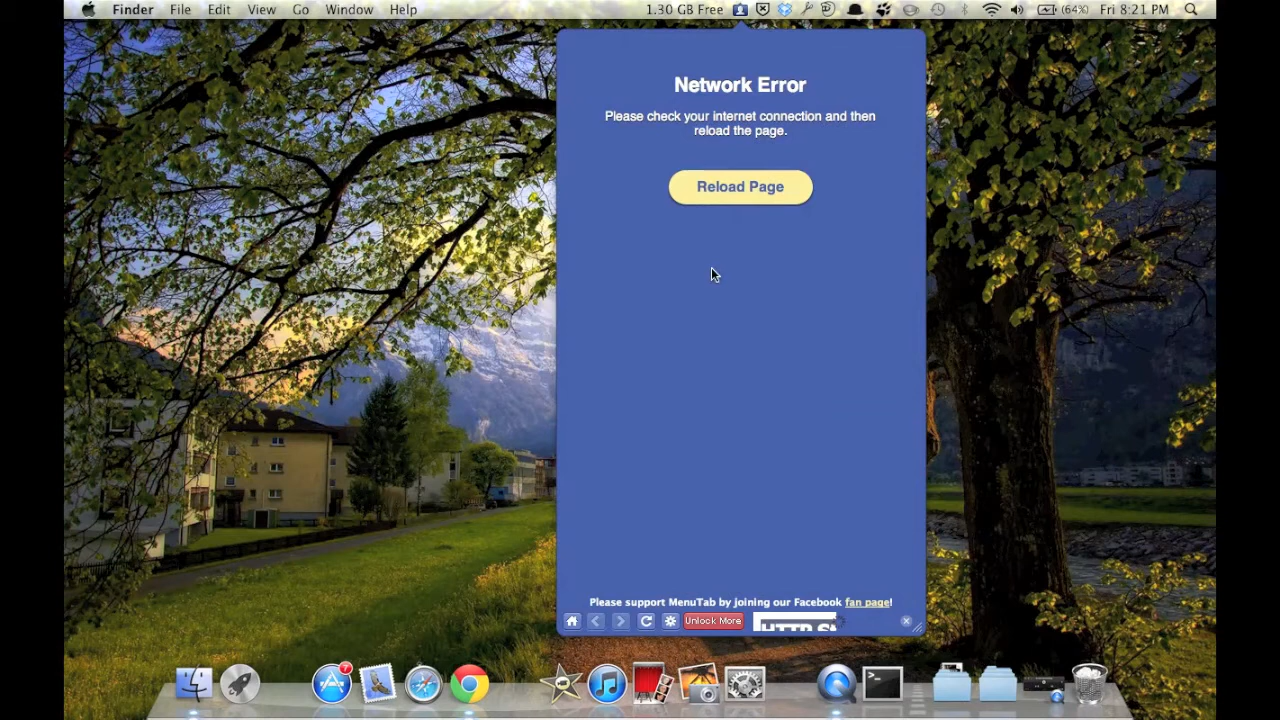 Finder File Edit View Go Window Help 1.30 GB Free (64%) Fri 8:21 PM
Network Error
Please check your internet connection and then
reload the page.
Reload Page
Please support MenuTab by joining our Facebook fan page!
Unlock More
7